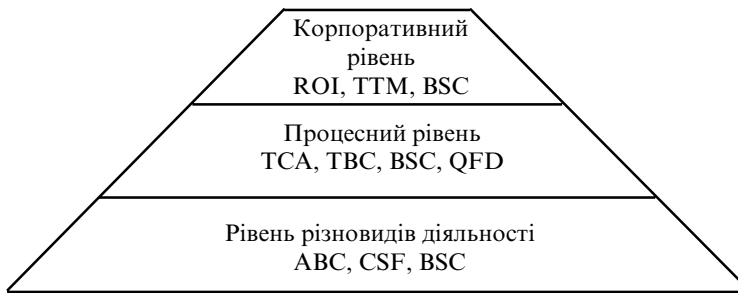 Корпоративний
рівень
ROI, TTM, BSC
Процесний рівень
TCA, TBC, BSC, QFD
Рівень різновидів діяльності
ABC, CSF, BSC